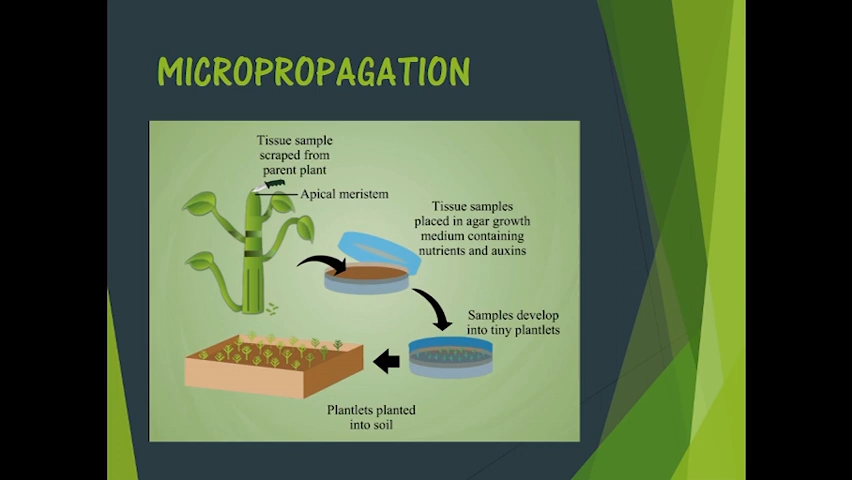 MICROPROPAGATION
Tissue sample
scraped from
parent plant
Apical meristem
Tissue samples
placed in agar growth
medium containing
nutrients and auxins
Samples develop
into tiny plantlets
Plantlets planted
into soil